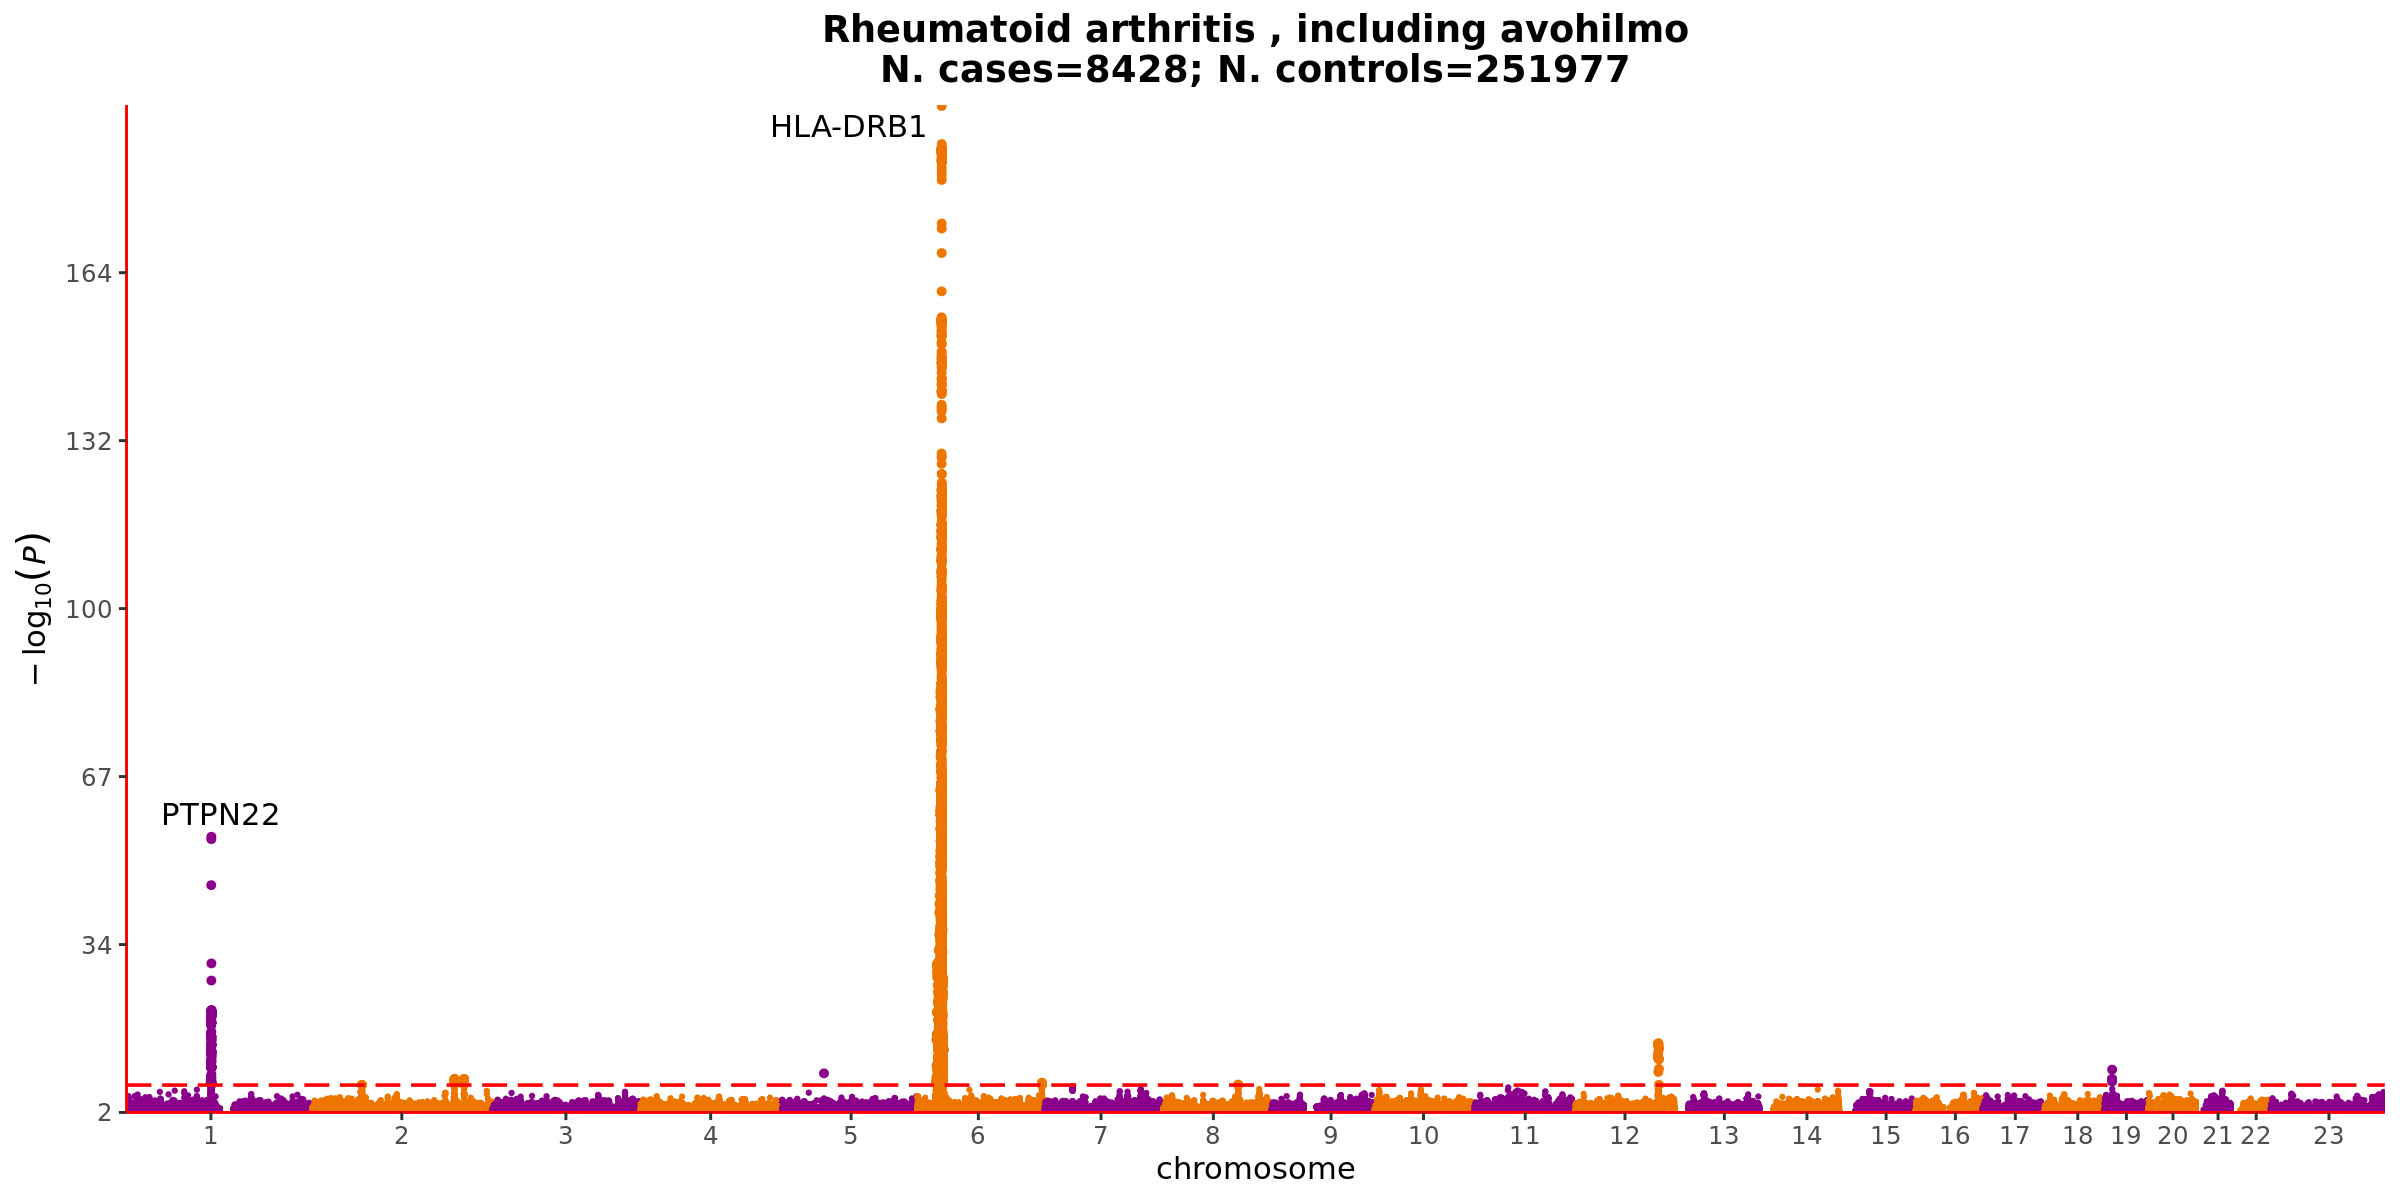 Rheumatoid arthritis , including avohilmo
N. cases=8428; N. controls=251977
HLA-DRB1
PTPN22
164
132
100
67
34
2
−log10(P)
1 2 3 4 5 6 7 8 9 10 11 12 13 14 15 16 17 18 19 20 21 22 23
chromosome